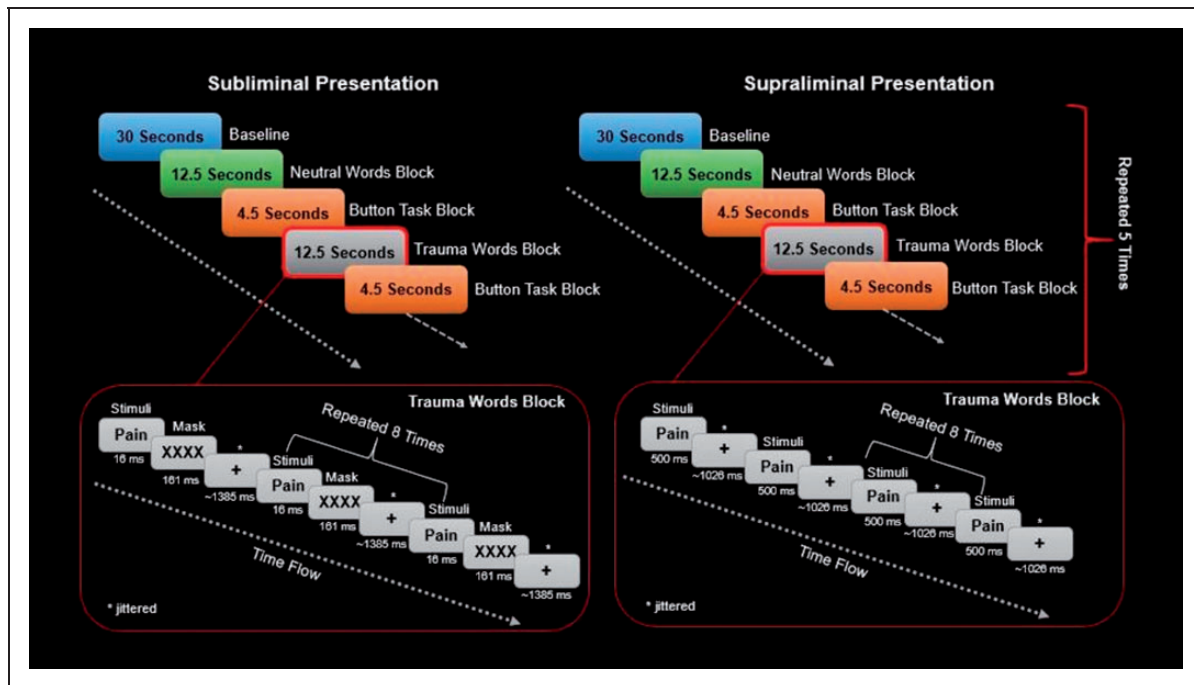 Subliminal Presentation
30 Seconds Baseline
12.5 Seconds Neutral Words Block
4.5 Seconds Button Task Block
12.5 Seconds Trauma Words Block
4.5 Seconds Button Task Block
Supraliminal Presentation
30 Seconds Baseline
12.5 Seconds Neutral Words Block
4.5 Seconds Button Task Block
12.5 Seconds Trauma Words Block
4.5 Seconds Button Task Block
Repeated 5 Times
Trauma Words Block
Repeated 8 Times
Stimuli
Pain
16 ms
Mask
XXXX
161 ms
*
+
~1385 ms
Stimuli
Pain
16 ms
Mask
XXXX
161 ms
*
+
~1385 ms
Stimuli
Pain
16 ms
Mask
XXXX
161 ms
*
+
~1385 ms
Time Flow
* jittered
Trauma Words Block
Repeated 8 Times
Stimuli
Pain
500 ms
*
+
~1026 ms
Stimuli
Pain
500 ms
*
+
~1026 ms
Stimuli
Pain
500 ms
*
+
~1026 ms
Stimuli
Pain
500 ms
*
+
~1026 ms
Time Flow
* jittered